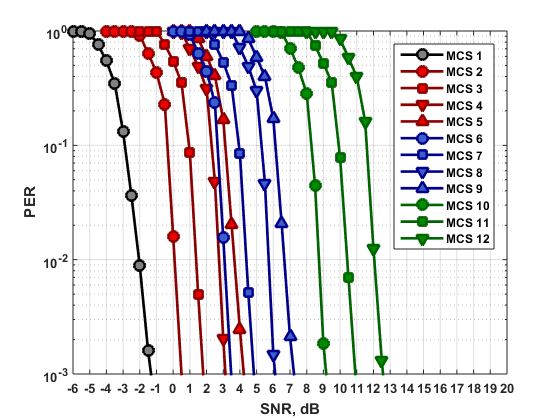 10^0
10^-1
10^-2
10^-3
PER
MCS 1
MCS 2
MCS 3
MCS 4
MCS 5
MCS 6
MCS 7
MCS 8
MCS 9
MCS 10
MCS 11
MCS 12
-6 -5 -4 -3 -2 -1 0 1 2 3 4 5 6 7 8 9 10 11 12 13 14 15 16 17 18 19 20
SNR, dB